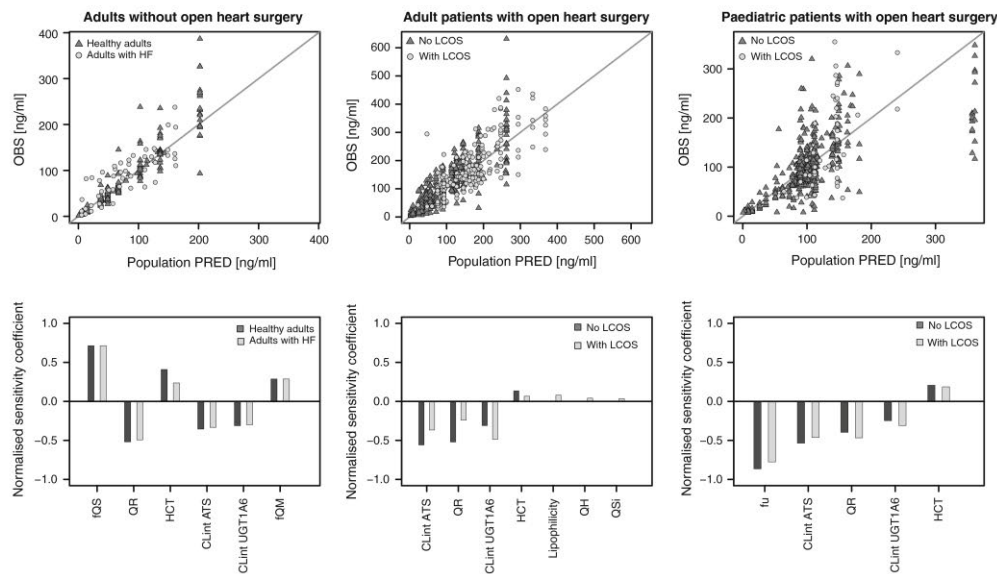 Adults without open heart surgery
400
300
200
100
0
OBS [ng/ml]
Healthy adults
Adults with HF
0 100 200 300 400
Population PRED [ng/ml]
Adult patients with open heart surgery
600
500
400
300
200
100
0
OBS [ng/ml]
No LCOS
With LCOS
0 100 200 300 400 500 600
Population PRED [ng/ml]
Paediatric patients with open heart surgery
300
200
100
0
OBS [ng/ml]
No LCOS
With LCOS
0 100 200 300
Population PRED [ng/ml]
Normalised sensitivity coefficient
1.0
0.5
0.0
−0.5
−1.0
Healthy adults
Adults with HF
fQS
QR
HCT
CLint ATS
CLint UGT1A6
fQM
Normalised sensitivity coefficient
1.0
0.5
0.0
−0.5
−1.0
No LCOS
With LCOS
CLint ATS
QR
CLint UGT1A6
HCT
Lipophilicity
QH
QSi
Normalised sensitivity coefficient
1.0
0.5
0.0
−0.5
−1.0
No LCOS
With LCOS
fu
CLint ATS
QR
CLint UGT1A6
HCT